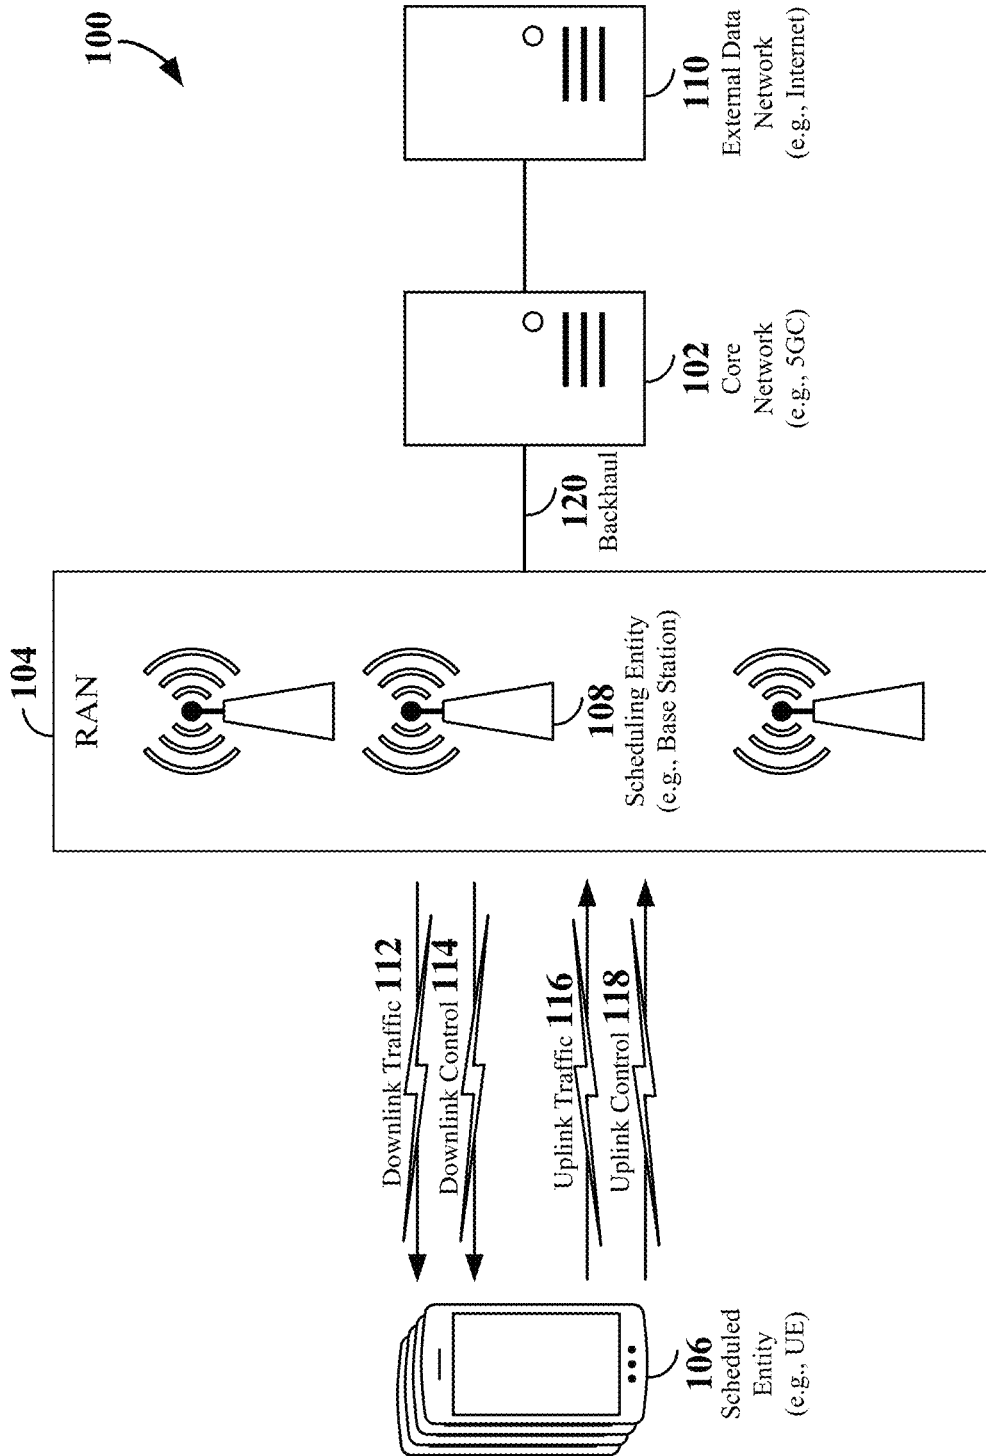 100
104
RAN
108
Scheduling Entity
(e.g., Base Station)
Downlink Traffic 112
Downlink Control 114
Uplink Traffic 116
Uplink Control 118
106
Scheduled
Entity
(e.g., UE)
120
Backhaul
102
Core
Network
(e.g., 5GC)
110
External Data
Network
(e.g., Internet)